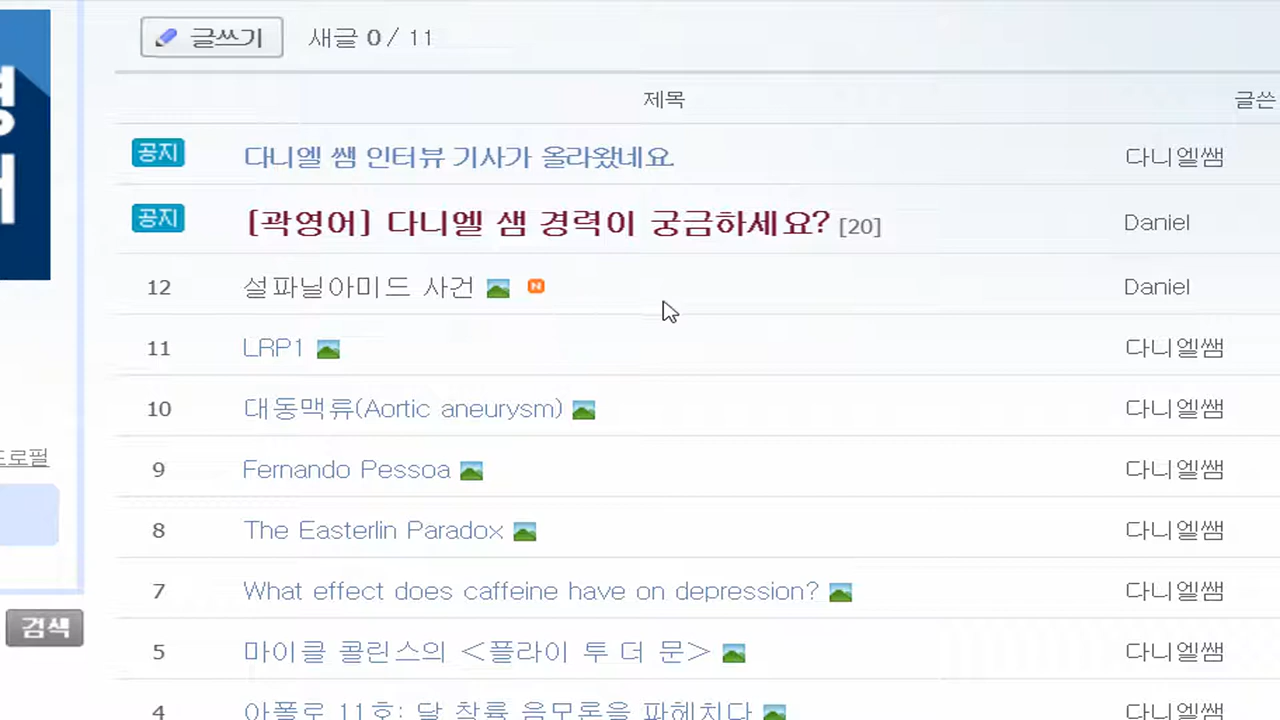 글쓰기 새글 0 / 11
제목 글쓴
공지 다니엘 쌤 인터뷰 기사가 올라왔네요. 다니엘쌤
공지 [곽영어] 다니엘 샘 경력이 궁금하세요? [20] Daniel
12 설파닐아미드 사건 N Daniel
11 LRP1 다니엘쌤
10 대동맥류(Aortic aneurysm) 다니엘쌤
9 Fernando Pessoa 다니엘쌤
8 The Easterlin Paradox 다니엘쌤
7 What effect does caffeine have on depression? 다니엘쌤
검색
5 마이클 콜린스의 <플라이 투 더 문> 다니엘쌤
4 아폴로 11호: 달 착륙 음모론을 파헤치다 다니엘쌤